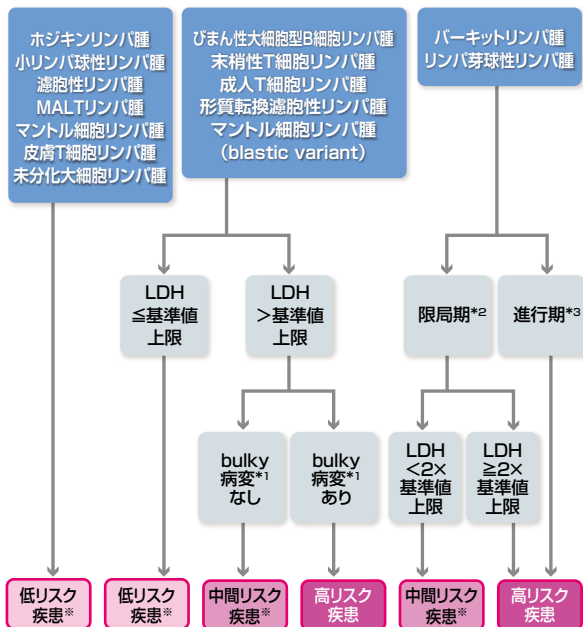 ホジキンリンパ腫
小リンパ球性リンパ腫
濾胞性リンパ腫
MALTリンパ腫
マントル細胞リンパ腫
皮膚T細胞リンパ腫
未分化大細胞リンパ腫
びまん性大細胞型B細胞リンパ腫
末梢性T細胞リンパ腫
成人T細胞リンパ腫
形質転換濾胞性リンパ腫
マントル細胞リンパ腫
（blastic variant）
バーキットリンパ腫
リンパ芽球性リンパ腫
LDH
≦基準値
上限
LDH
>基準値
上限
限局期*2
進行期*3
bulky
病変*1
なし
bulky
病変*1
あり
LDH
<2×
基準値
上限
LDH
≧2×
基準値
上限
低リスク
疾患※
低リスク
疾患※
中間リスク
疾患※
高リスク
疾患
中間リスク
疾患※
高リスク
疾患